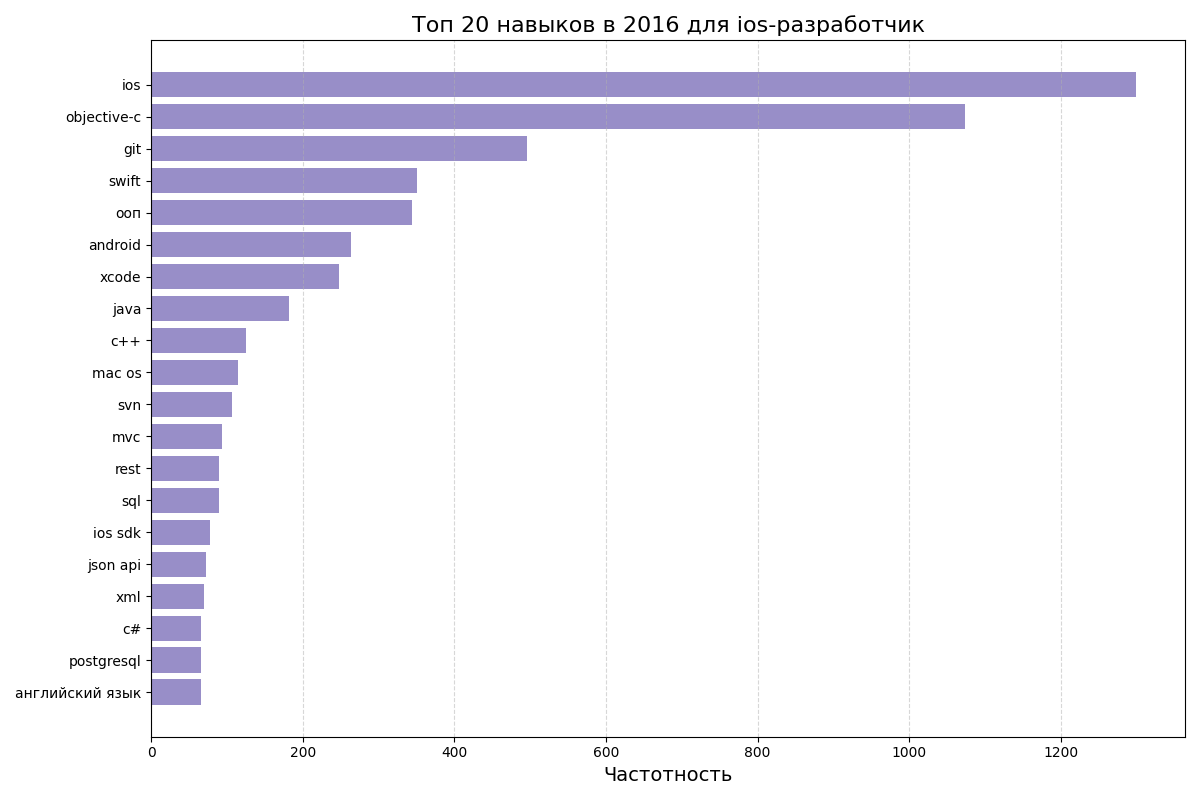 Топ 20 навыков в 2016 для ios-разработчик
ios
objective-c
git
swift
ооп
android
xcode
java
c++
mac os
svn
mvc
rest
sql
ios sdk
json api
xml
c#
postgresql
английский язык
0 200 400 600 800 1000 1200
Частотность